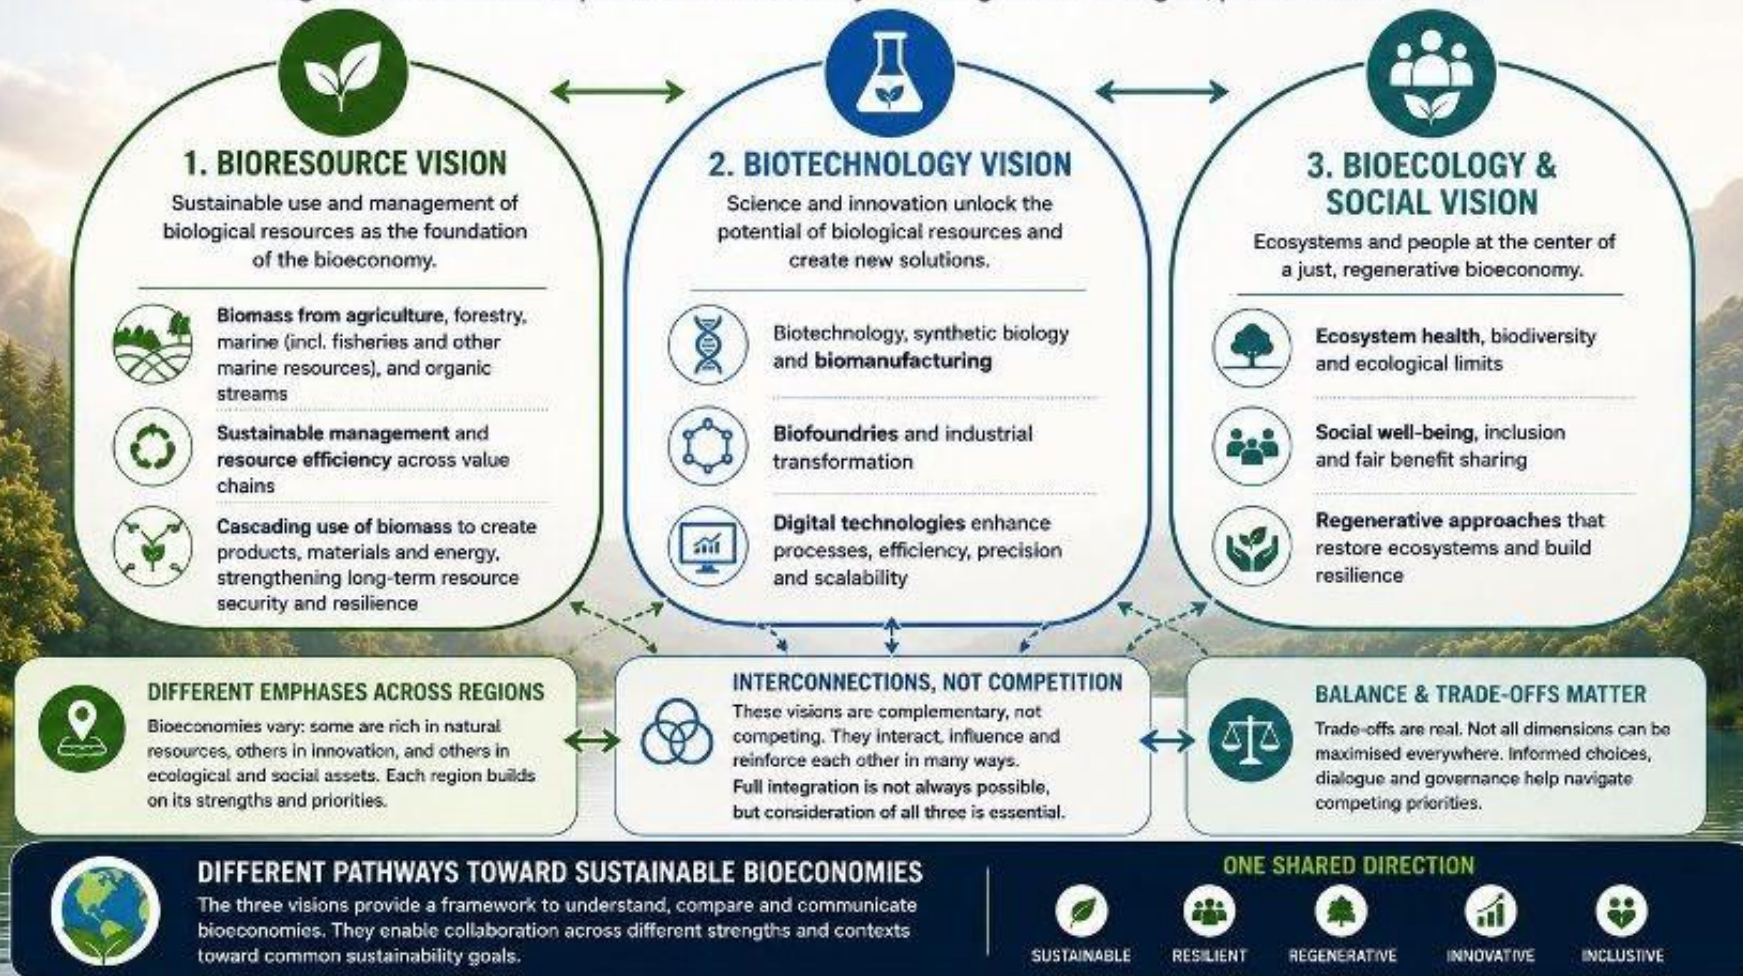 1. BIORESOURCE VISION
Sustainable use and management of
biological resources as the foundation
of the bioeconomy.
Biomass from agriculture, forestry,
marine (incl. fisheries and other
marine resources), and organic
streams
Sustainable management and
resource efficiency across value
chains
Cascading use of biomass to create
products, materials and energy,
strengthening long-term resource
security and resilience
2. BIOTECHNOLOGY VISION
Science and innovation unlock the
potential of biological resources and
create new solutions.
Biotechnology, synthetic biology
and biomanufacturing
Biofoundries and industrial
transformation
Digital technologies enhance
processes, efficiency, precision
and scalability
3. BIOECOLOGY &
SOCIAL VISION
Ecosystems and people at the center of
a just, regenerative bioeconomy.
Ecosystem health, biodiversity
and ecological limits
Social well-being, inclusion
and fair benefit sharing
Regenerative approaches that
restore ecosystems and build
resilience
DIFFERENT EMPHASES ACROSS REGIONS
Bioeconomies vary: some are rich in natural
resources, others in innovation, and others in
ecological and social assets. Each region builds
on its strengths and priorities.
INTERCONNECTIONS, NOT COMPETITION
These visions are complementary, not
competing. They interact, influence and
reinforce each other in many ways.
Full integration is not always possible,
but consideration of all three is essential.
BALANCE & TRADE-OFFS MATTER
Trade-offs are real. Not all dimensions can be
maximised everywhere. Informed choices,
dialogue and governance help navigate
competing priorities.
DIFFERENT PATHWAYS TOWARD SUSTAINABLE BIOECONOMIES
The three visions provide a framework to understand, compare and communicate
bioeconomies. They enable collaboration across different strengths and contexts
toward common sustainability goals.
ONE SHARED DIRECTION
SUSTAINABLE
RESILIENT
REGENERATIVE
INNOVATIVE
INCLUSIVE